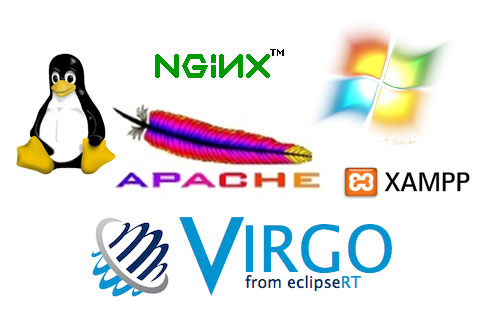 NGiNX™
APACHE
XAMPP
VIRGO
from eclipseRT